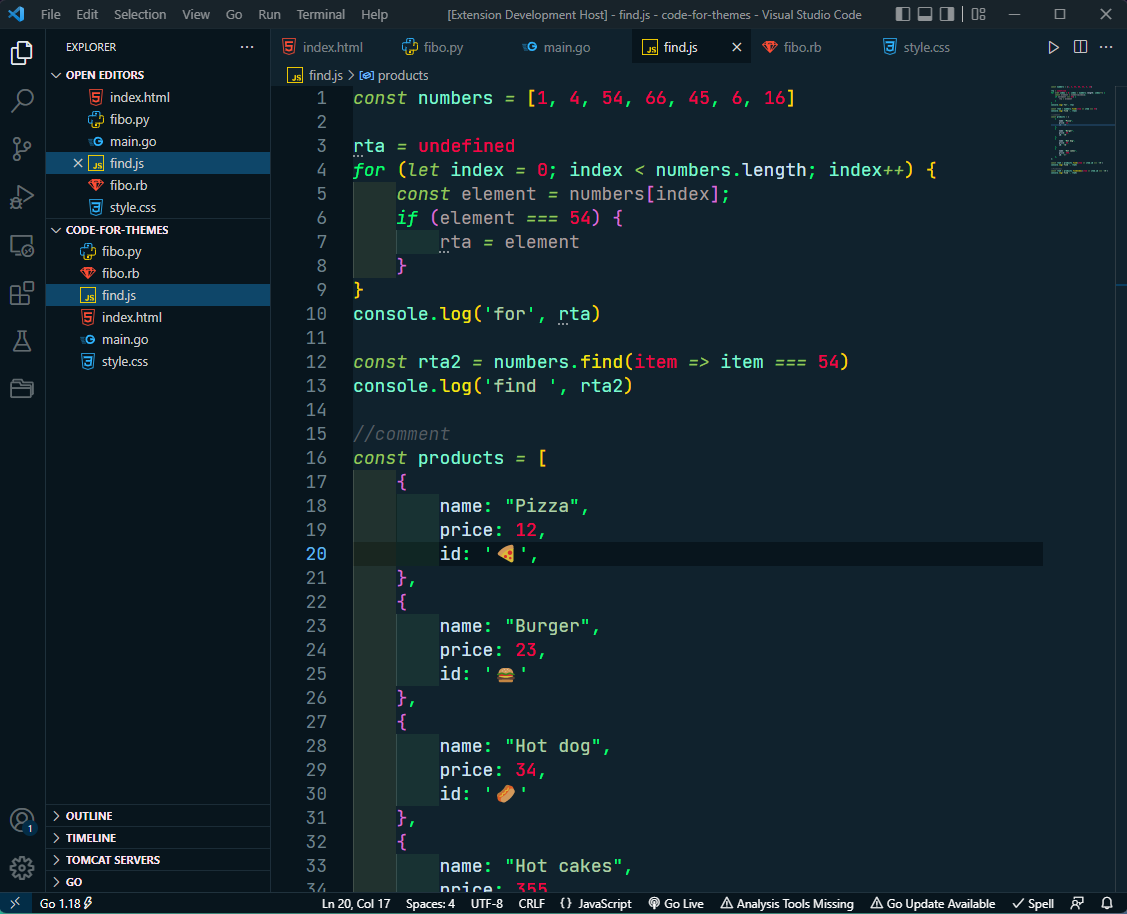 File Edit Selection View Go Run Terminal Help [Extension Development Host] - find.js - code-for-themes - Visual Studio Code
EXPLORER
OPEN EDITORS
index.html
fibo.py
main.go
find.js
fibo.rb
style.css
CODE-FOR-THEMES
fibo.py
fibo.rb
find.js
index.html
main.go
style.css
OUTLINE
TIMELINE
TOMCAT SERVERS
GO
1
index.html fibo.py main.go find.js fibo.rb style.css
find.js > products
1 const numbers = [1, 4, 54, 66, 45, 6, 16]
2
3 rta = undefined
4 for (let index = 0; index < numbers.length; index++) {
5     const element = numbers[index];
6     if (element === 54) {
7         rta = element
8     }
9 }
10 console.log('for', rta)
11
12 const rta2 = numbers.find(item => item === 54)
13 console.log('find ', rta2)
14
15 //comment
16 const products = [
17     {
18         name: "Pizza",
19         price: 12,
20         id: '🍕',
21     },
22     {
23         name: "Burger",
24         price: 23,
25         id: '🍔'
26     },
27     {
28         name: "Hot dog",
29         price: 34,
30         id: '🌭'
31     },
32     {
33         name: "Hot cakes",
34         price: 355
Go 1.18 Ln 20, Col 17 Spaces: 4 UTF-8 CRLF {} JavaScript Go Live Analysis Tools Missing Go Update Available Spell